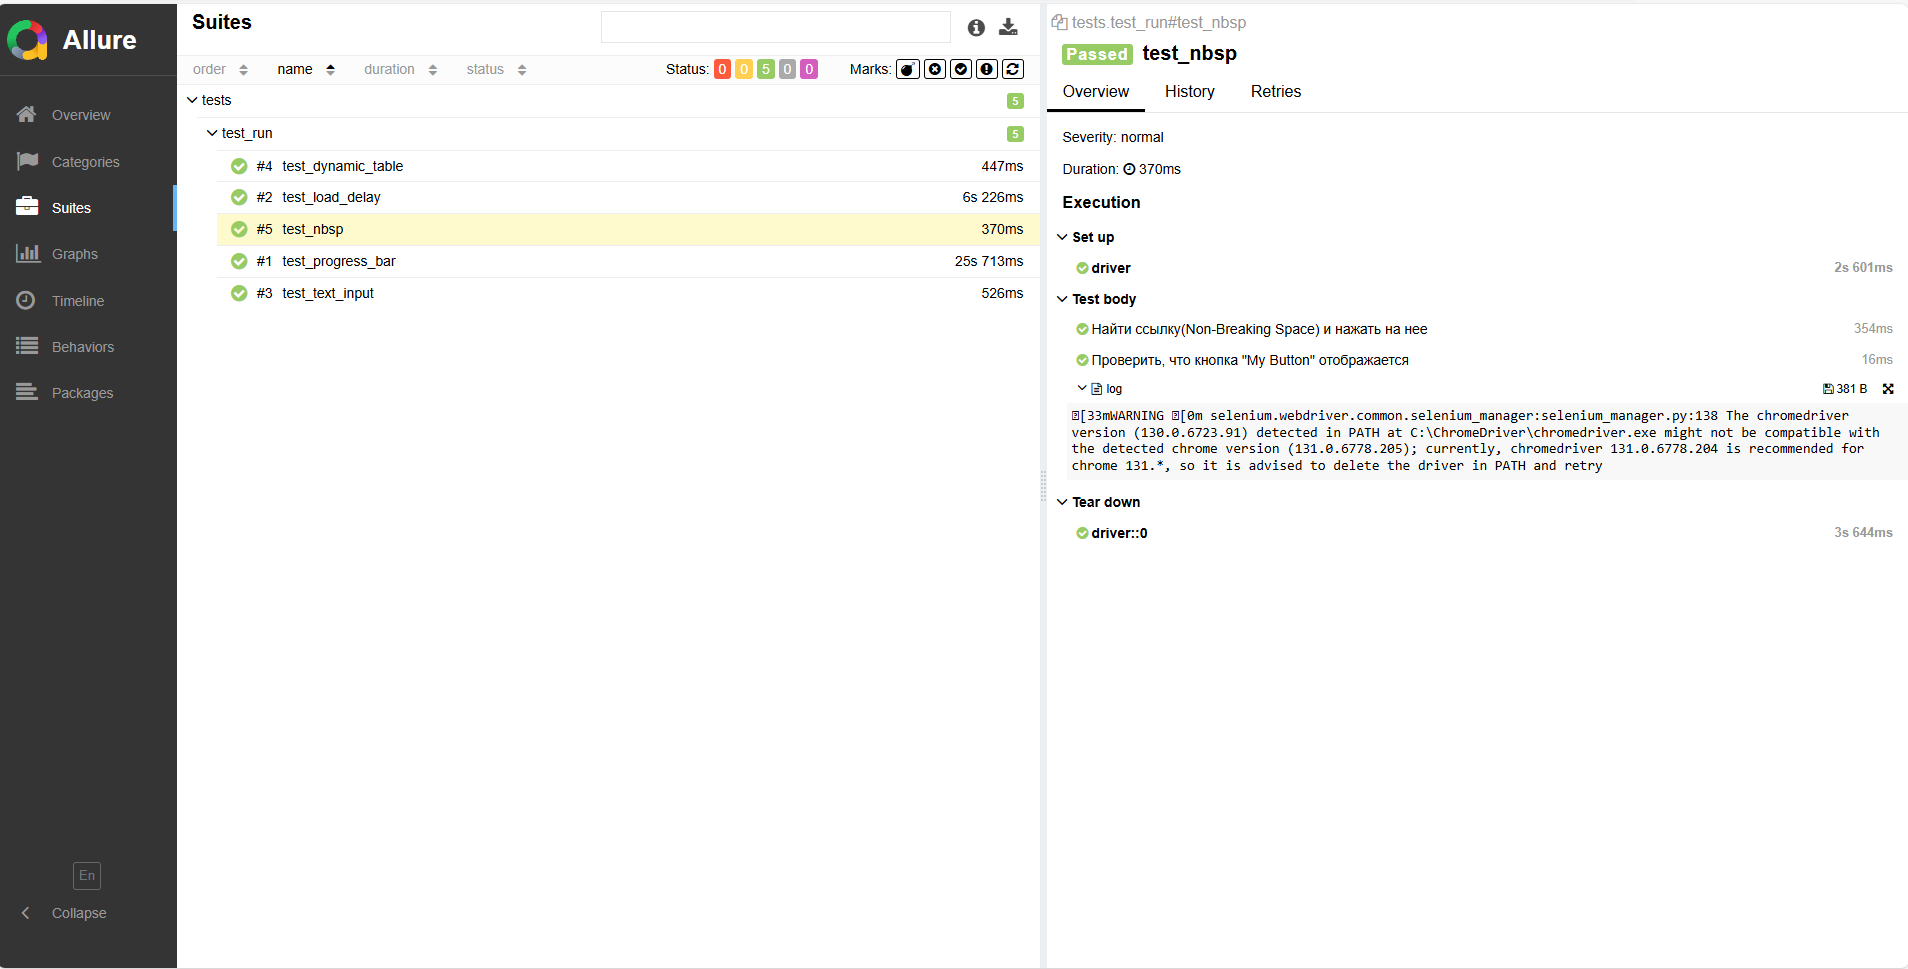 Allure
Overview
Categories
Suites
Graphs
Timeline
Behaviors
Packages
En
Collapse
Suites
order name duration status Status: 0 0 5 0 0 Marks:
tests 5
test_run 5
#4 test_dynamic_table 447ms
#2 test_load_delay 6s 226ms
#5 test_nbsp 370ms
#1 test_progress_bar 25s 713ms
#3 test_text_input 526ms
tests.test_run#test_nbsp
Passed test_nbsp
Overview History Retries
Severity: normal
Duration: 370ms
Execution
Set up
driver 2s 601ms
Test body
Найти ссылку(Non-Breaking Space) и нажать на нее 354ms
Проверить, что кнопка "My Button" отображается 16ms
log 381 B
[33mWARNING [0m selenium.webdriver.common.selenium_manager:selenium_manager.py:138 The chromedriver
version (130.0.6723.91) detected in PATH at C:\ChromeDriver\chromedriver.exe might not be compatible with
the detected chrome version (131.0.6778.205); currently, chromedriver 131.0.6778.204 is recommended for
chrome 131.*, so it is advised to delete the driver in PATH and retry
Tear down
driver::0 3s 644ms